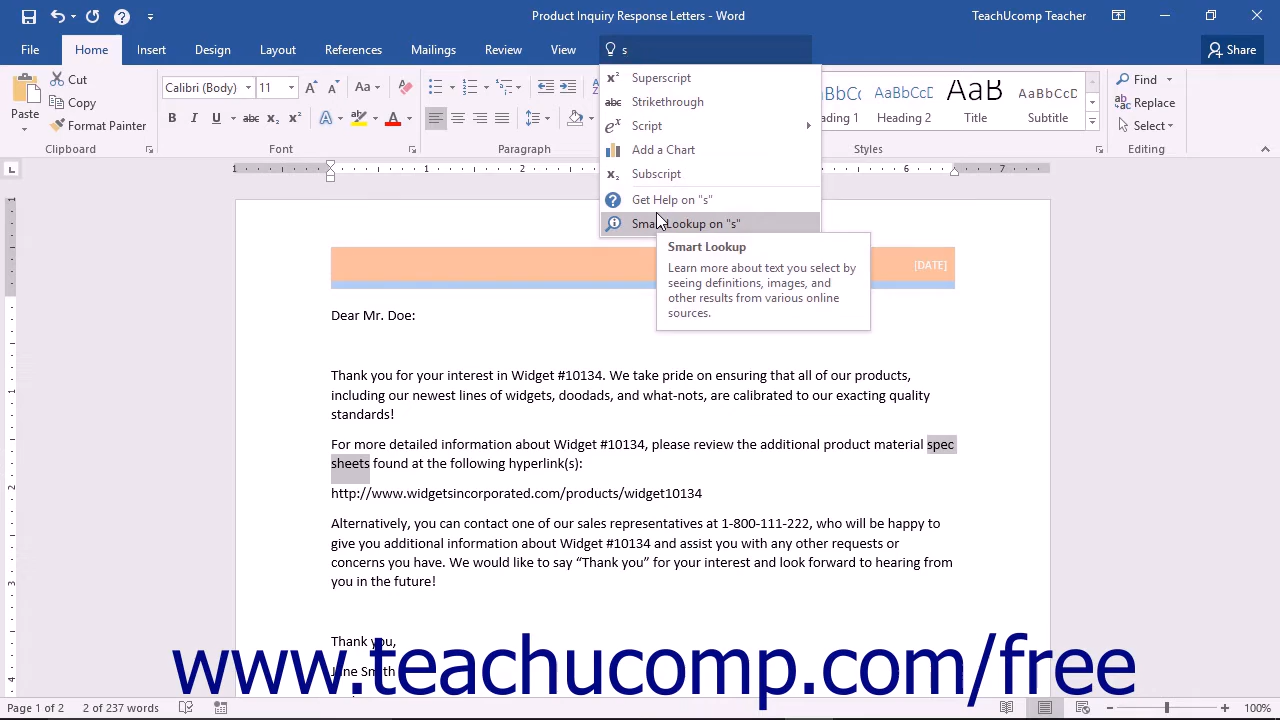 Product Inquiry Response Letters - Word
TeachUcomp Teacher
File Home Insert Design Layout References Mailings Review View s Share
Paste
Cut
Copy
Format Painter
Clipboard
Calibri (Body) 11
Font
Paragraph
Heading 2
Title
Subtitle
Styles
Find
Replace
Select
Editing
Superscript
Strikethrough
Script
Add a Chart
Subscript
Get Help on "s"
Smart Lookup on "s"
Smart Lookup
Learn more about text you select by
seeing definitions, images, and
other results from various online
sources.
[DATE]
Dear Mr. Doe:
Thank you for your interest in Widget #10134. We take pride on ensuring that all of our products,
including our newest lines of widgets, doodads, and what-nots, are calibrated to our exacting quality
standards!
For more detailed information about Widget #10134, please review the additional product material spec
sheets found at the following hyperlink(s):
http://www.widgetsincorporated.com/products/widget10134
Alternatively, you can contact one of our sales representatives at 1-800-111-222, who will be happy to
give you additional information about Widget #10134 and assist you with any other requests or
concerns you have. We would like to say “Thank you” for your interest and look forward to hearing from
you in the future!
Thank you,
Jane Smith
www.teachucomp.com/free
Page 1 of 2 2 of 237 words 100%